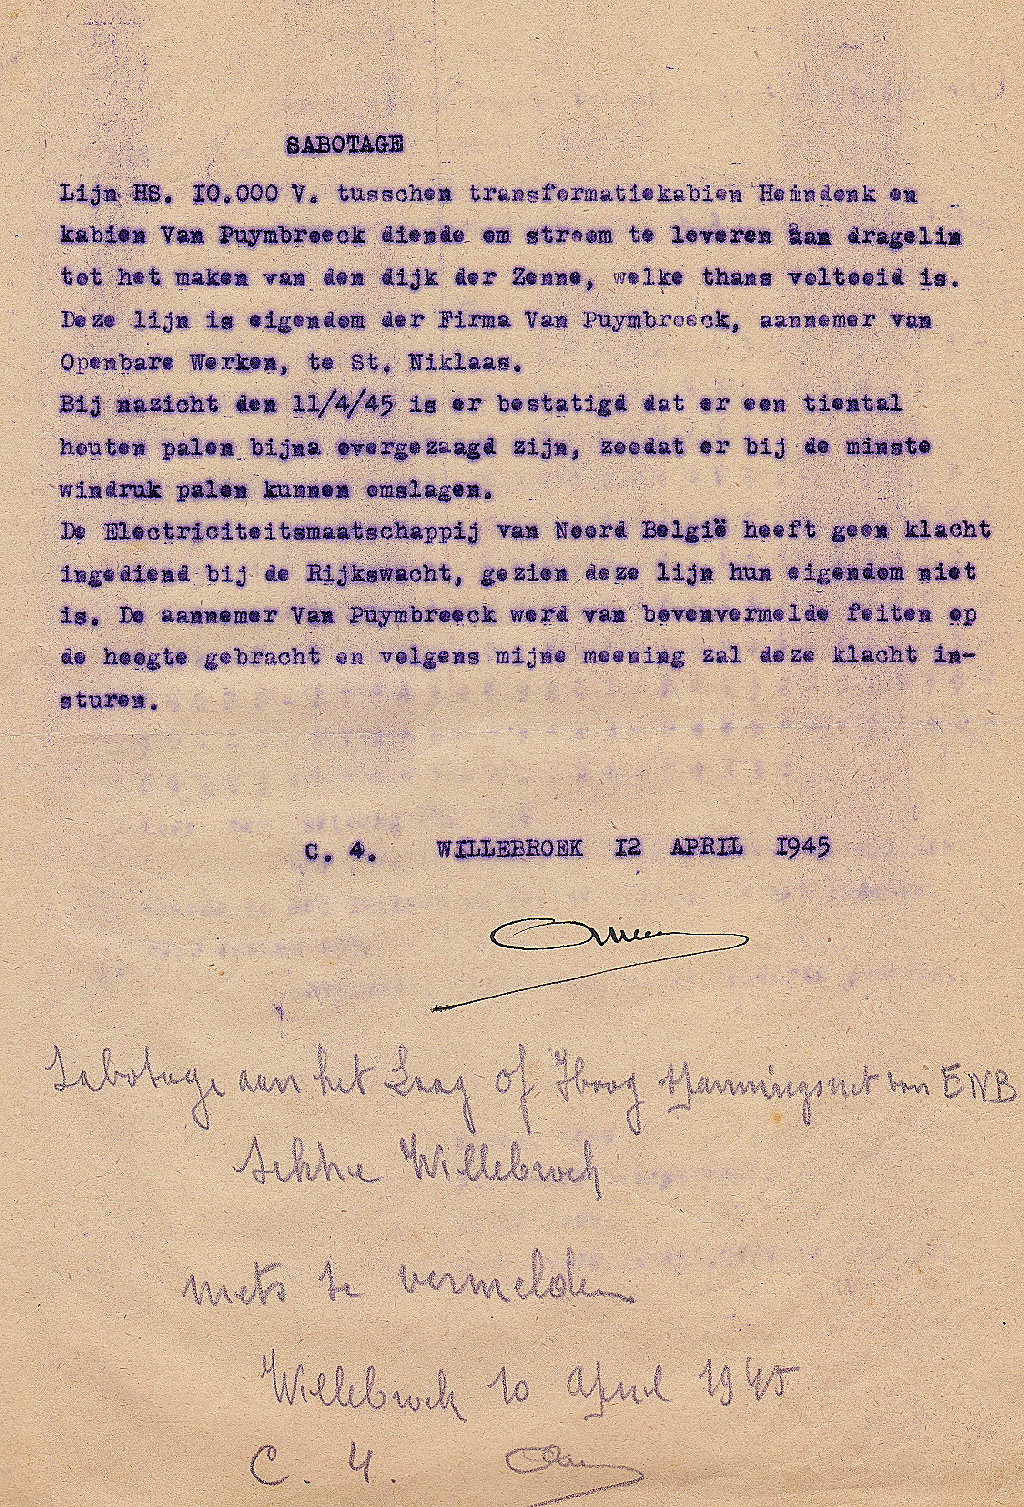 SABOTAGE
Lijn HS. 10.000 V. tusschen transformatiekabien Heindonk en
kabien Van Puymbroeck diende om stroom te leveren aan dragelin
tot het maken van den dijk der Zenne, welke thans voltooid is.
Deze lijn is eigendom der Firma Van Puymbroeck, aannemer van
Openbare Werken, te St. Niklaas.
Bij nazicht den 11/4/45 is er bestatigd dat er een tiental
houten palen bijna overgezaagd zijn, zoodat er bij de minste
windruk palen kunnen omslagen.
De Electriciteitsmaatschappij van Noord België heeft geen klacht
ingediend bij de Rijkswacht, gezien deze lijn hun eigendom niet
is. De aannemer Van Puymbroeck werd van bovenvermelde feiten op
de hoogte gebracht en volgens mijne meening zal deze klacht in-
sturen.
C. 4. WILLEBROEK 12 APRIL 1945
Sabotage aan het Laag of Hoog spanningsnet van ENB
Sektie Willebroek
niets te vermelden
Willebroek 10 April 1945
C. 4.